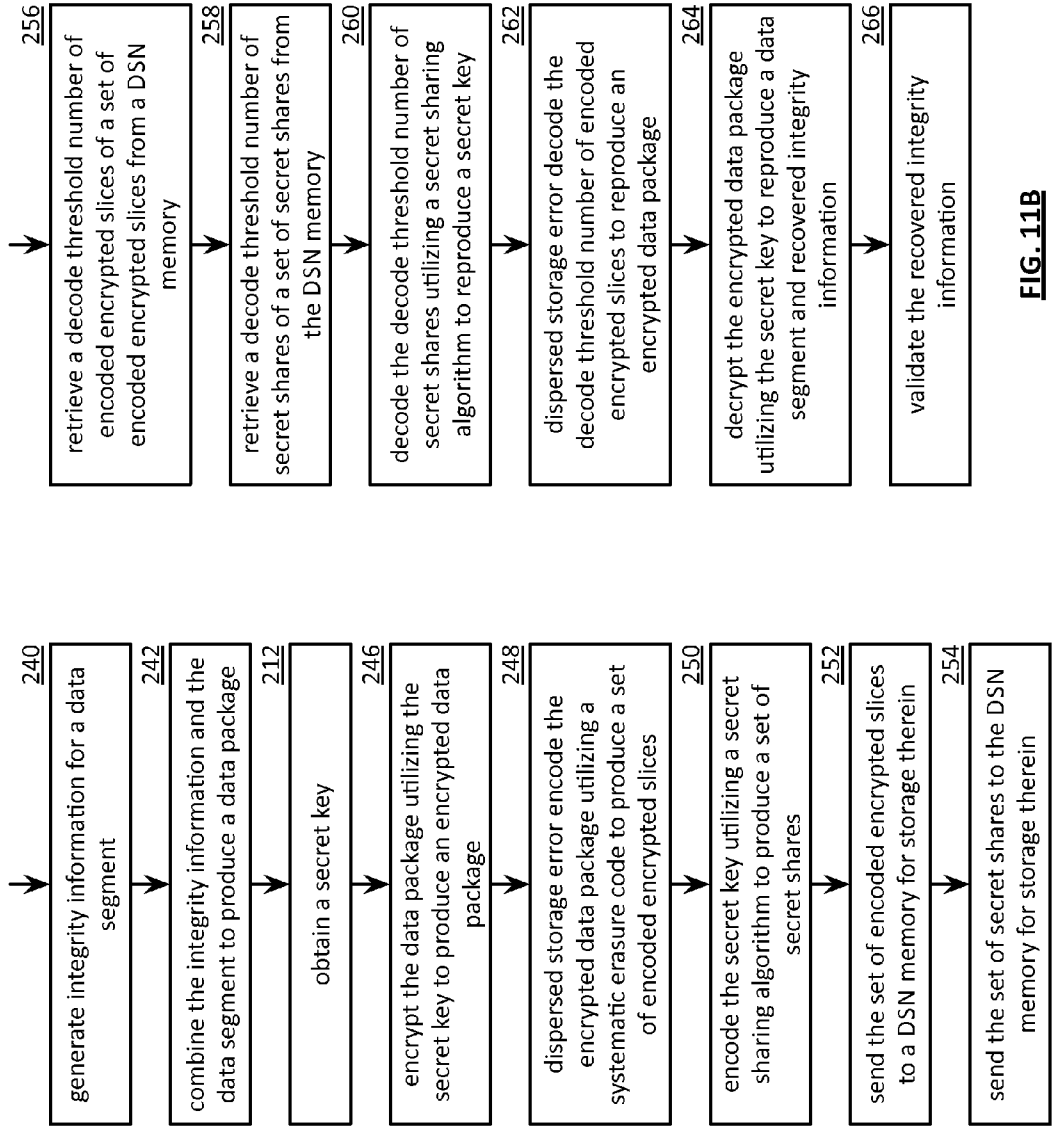 240
generate integrity information for a data
segment
242
combine the integrity information and the
data segment to produce a data package
212
obtain a secret key
246
encrypt the data package utilizing the
secret key to produce an encrypted data
package
248
dispersed storage error encode the
encrypted data package utilizing a
systematic erasure code to produce a set
of encoded encrypted slices
250
encode the secret key utilizing a secret
sharing algorithm to produce a set of
secret shares
252
send the set of encoded encrypted slices
to a DSN memory for storage therein
254
send the set of secret shares to the DSN
memory for storage therein
256
retrieve a decode threshold number of
encoded encrypted slices of a set of
encoded encrypted slices from a DSN
memory
258
retrieve a decode threshold number of
secret shares of a set of secret shares from
the DSN memory
260
decode the decode threshold number of
secret shares utilizing a secret sharing
algorithm to reproduce a secret key
262
dispersed storage error decode the
decode threshold number of encoded
encrypted slices to reproduce an
encrypted data package
264
decrypt the encrypted data package
utilizing the secret key to reproduce a data
segment and recovered integrity
information
266
validate the recovered integrity
information
FIG. 11B